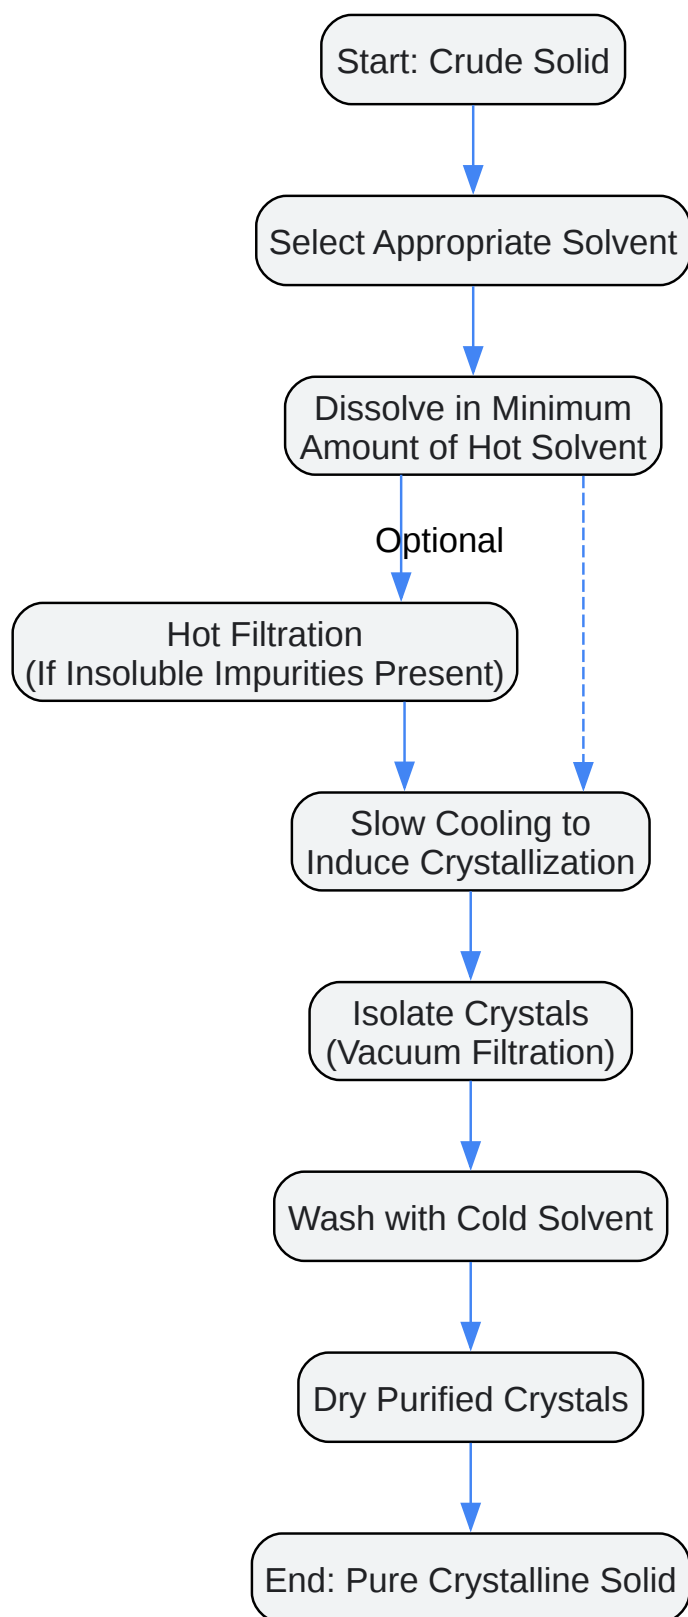 Start: Crude Solid
Select Appropriate Solvent
Dissolve in Minimum
Amount of Hot Solvent
Optional
Hot Filtration
(If Insoluble Impurities Present)
Slow Cooling to
Induce Crystallization
Isolate Crystals
(Vacuum Filtration)
Wash with Cold Solvent
Dry Purified Crystals
End: Pure Crystalline Solid